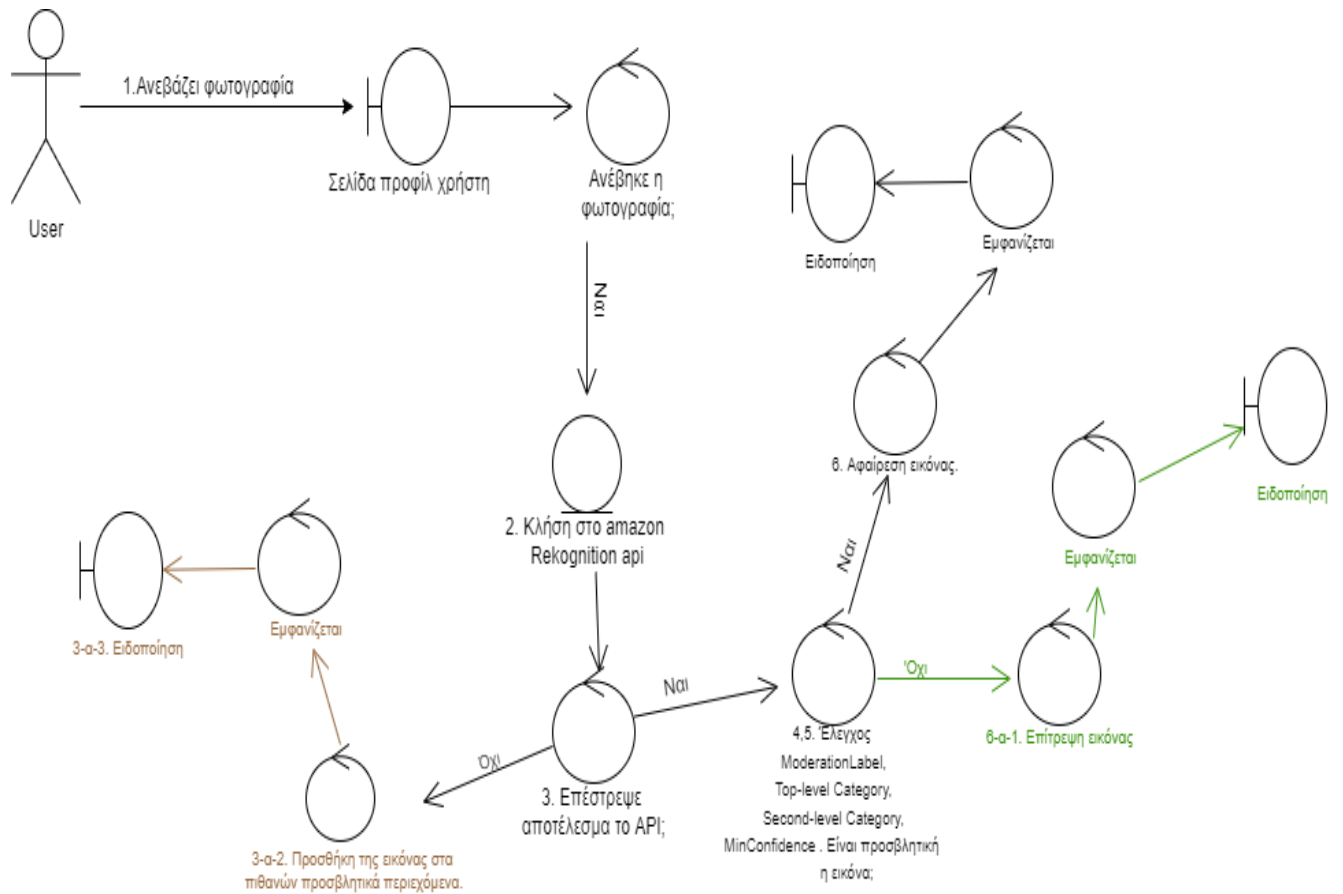 1.Ανεβάζει φωτογραφία
User
Σελίδα προφίλ χρήστη
Ανέβηκε η
φωτογραφία;
Ναι
2. Κλήση στο amazon
Rekognition api
3. Επέστρεψε
αποτέλεσμα το API;
Όχι
3-α-2. Προσθήκη της εικόνας στα
πιθανών προσβλητικά περιεχόμενα.
Εμφανίζεται
3-α-3. Ειδοποίηση
Ναι
4,5. Έλεγχος
ModerationLabel,
Top-level Category,
Second-level Category,
MinConfidence . Είναι προσβλητική
η εικόνα;
Ναι
6. Αφαίρεση εικόνας.
Εμφανίζεται
Ειδοποίηση
Όχι
6-α-1. Επίτρεψη εικόνας
Εμφανίζεται
Ειδοποίηση